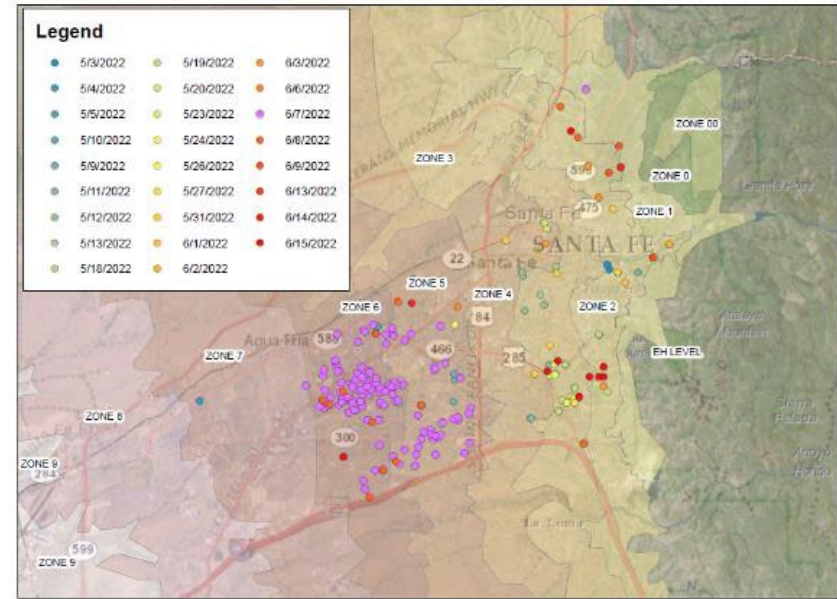 Legend
5/3/2022
5/4/2022
5/5/2022
5/10/2022
5/9/2022
5/11/2022
5/12/2022
5/13/2022
5/18/2022
5/19/2022
5/20/2022
5/23/2022
5/24/2022
5/26/2022
5/27/2022
5/31/2022
6/1/2022
6/2/2022
6/3/2022
6/6/2022
6/7/2022
6/8/2022
6/9/2022
6/13/2022
6/14/2022
6/15/2022
ZONE 00
ZONE 3
599
ZONE 0
475
ZONE 1
Santa Fe
SANTA FE
22
Santa Fe
ZONE 5
ZONE 6
ZONE 4
84
ZONE 2
Agua Fria
588
466
285
EH LEVEL
Atalaya
Mountain
ZONE 7
ZONE 8
300
ZONE 9
284
599
ZONE 9
La Loma
Arroyo
Hondo